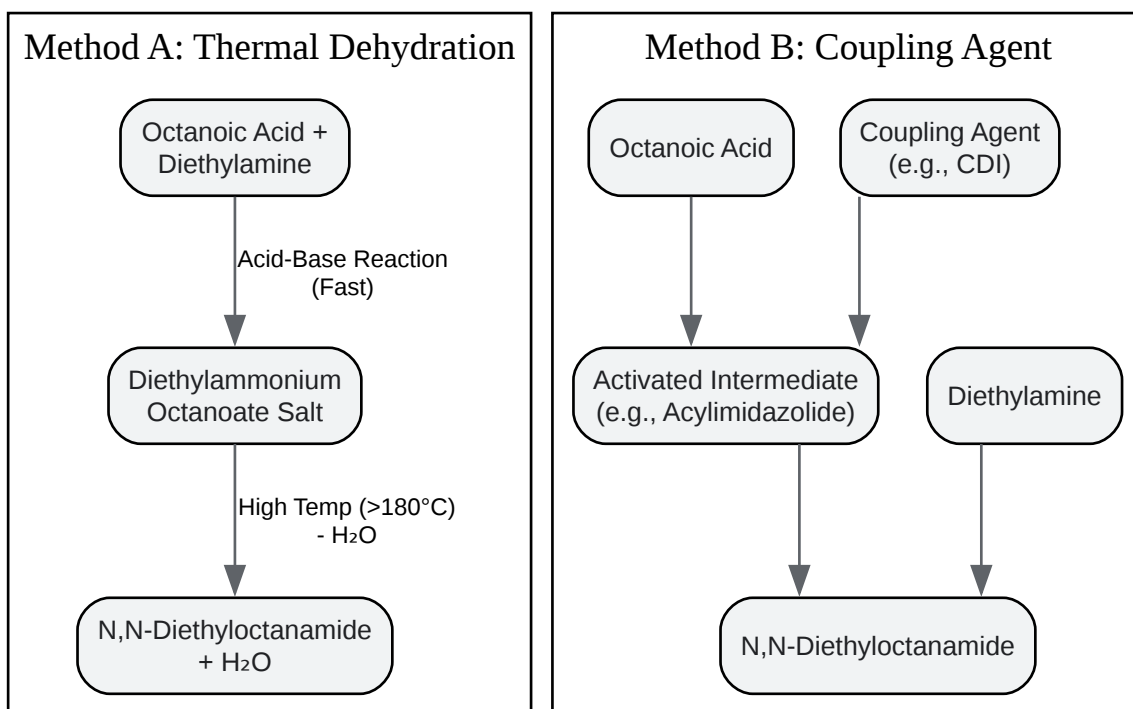 Method A: Thermal Dehydration
Octanoic Acid +
Diethylamine
Acid-Base Reaction
(Fast)
Diethylammonium
Octanoate Salt
High Temp (>180°C)
- H₂O
N,N-Diethyloctanamide
+ H₂O
Method B: Coupling Agent
Octanoic Acid
Coupling Agent
(e.g., CDI)
Activated Intermediate
(e.g., Acylimidazolide)
Diethylamine
N,N-Diethyloctanamide